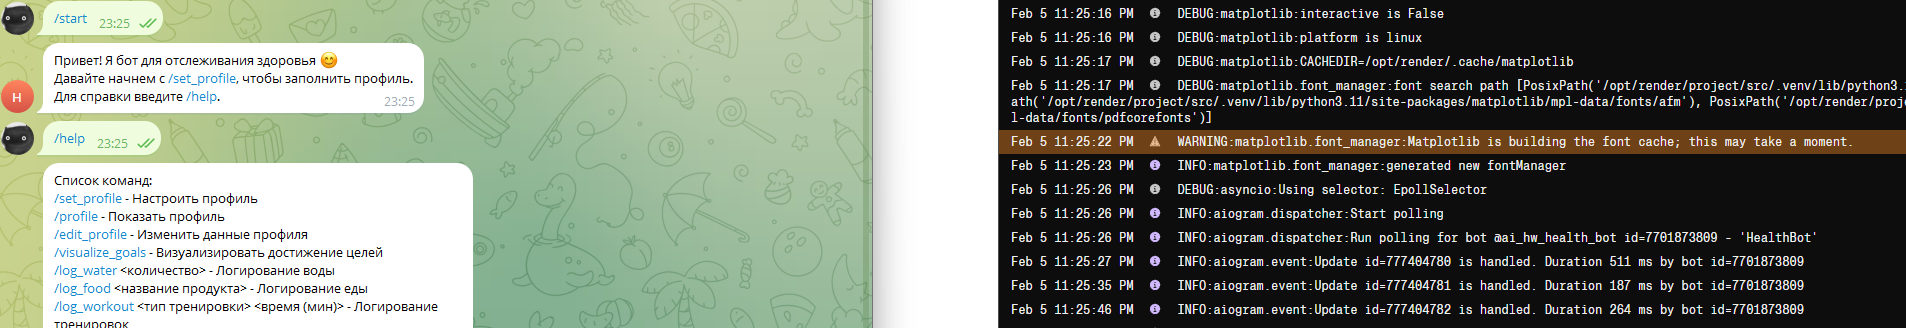 /start 23:25
Привет! Я бот для отслеживания здоровья 😊
Давайте начнем с /set_profile, чтобы заполнить профиль.
Для справки введите /help.
23:25
Н
/help 23:25
Список команд:
/set_profile - Настроить профиль
/profile - Показать профиль
/edit_profile - Изменить данные профиля
/visualize_goals - Визуализировать достижение целей
/log_water <количество> - Логирование воды
/log_food <название продукта> - Логирование еды
/log_workout <тип тренировки> <время (мин)> - Логирование
тренировок
Feb 5 11:25:16 PM DEBUG:matplotlib:interactive is False
Feb 5 11:25:16 PM DEBUG:matplotlib:platform is linux
Feb 5 11:25:17 PM DEBUG:matplotlib:CACHEDIR=/opt/render/.cache/matplotlib
Feb 5 11:25:17 PM DEBUG:matplotlib.font_manager:font search path [PosixPath('/opt/render/project/src/.venv/lib/python3.
ath('/opt/render/project/src/.venv/lib/python3.11/site-packages/matplotlib/mpl-data/fonts/afm'), PosixPath('/opt/render/proj
l-data/fonts/pdfcorefonts')]
Feb 5 11:25:22 PM WARNING:matplotlib.font_manager:Matplotlib is building the font cache; this may take a moment.
Feb 5 11:25:23 PM INFO:matplotlib.font_manager:generated new fontManager
Feb 5 11:25:26 PM DEBUG:asyncio:Using selector: EpollSelector
Feb 5 11:25:26 PM INFO:aiogram.dispatcher:Start polling
Feb 5 11:25:26 PM INFO:aiogram.dispatcher:Run polling for bot @ai_hw_health_bot id=7701873809 - 'HealthBot'
Feb 5 11:25:27 PM INFO:aiogram.event:Update id=777404780 is handled. Duration 511 ms by bot id=7701873809
Feb 5 11:25:35 PM INFO:aiogram.event:Update id=777404781 is handled. Duration 187 ms by bot id=7701873809
Feb 5 11:25:46 PM INFO:aiogram.event:Update id=777404782 is handled. Duration 264 ms by bot id=7701873809